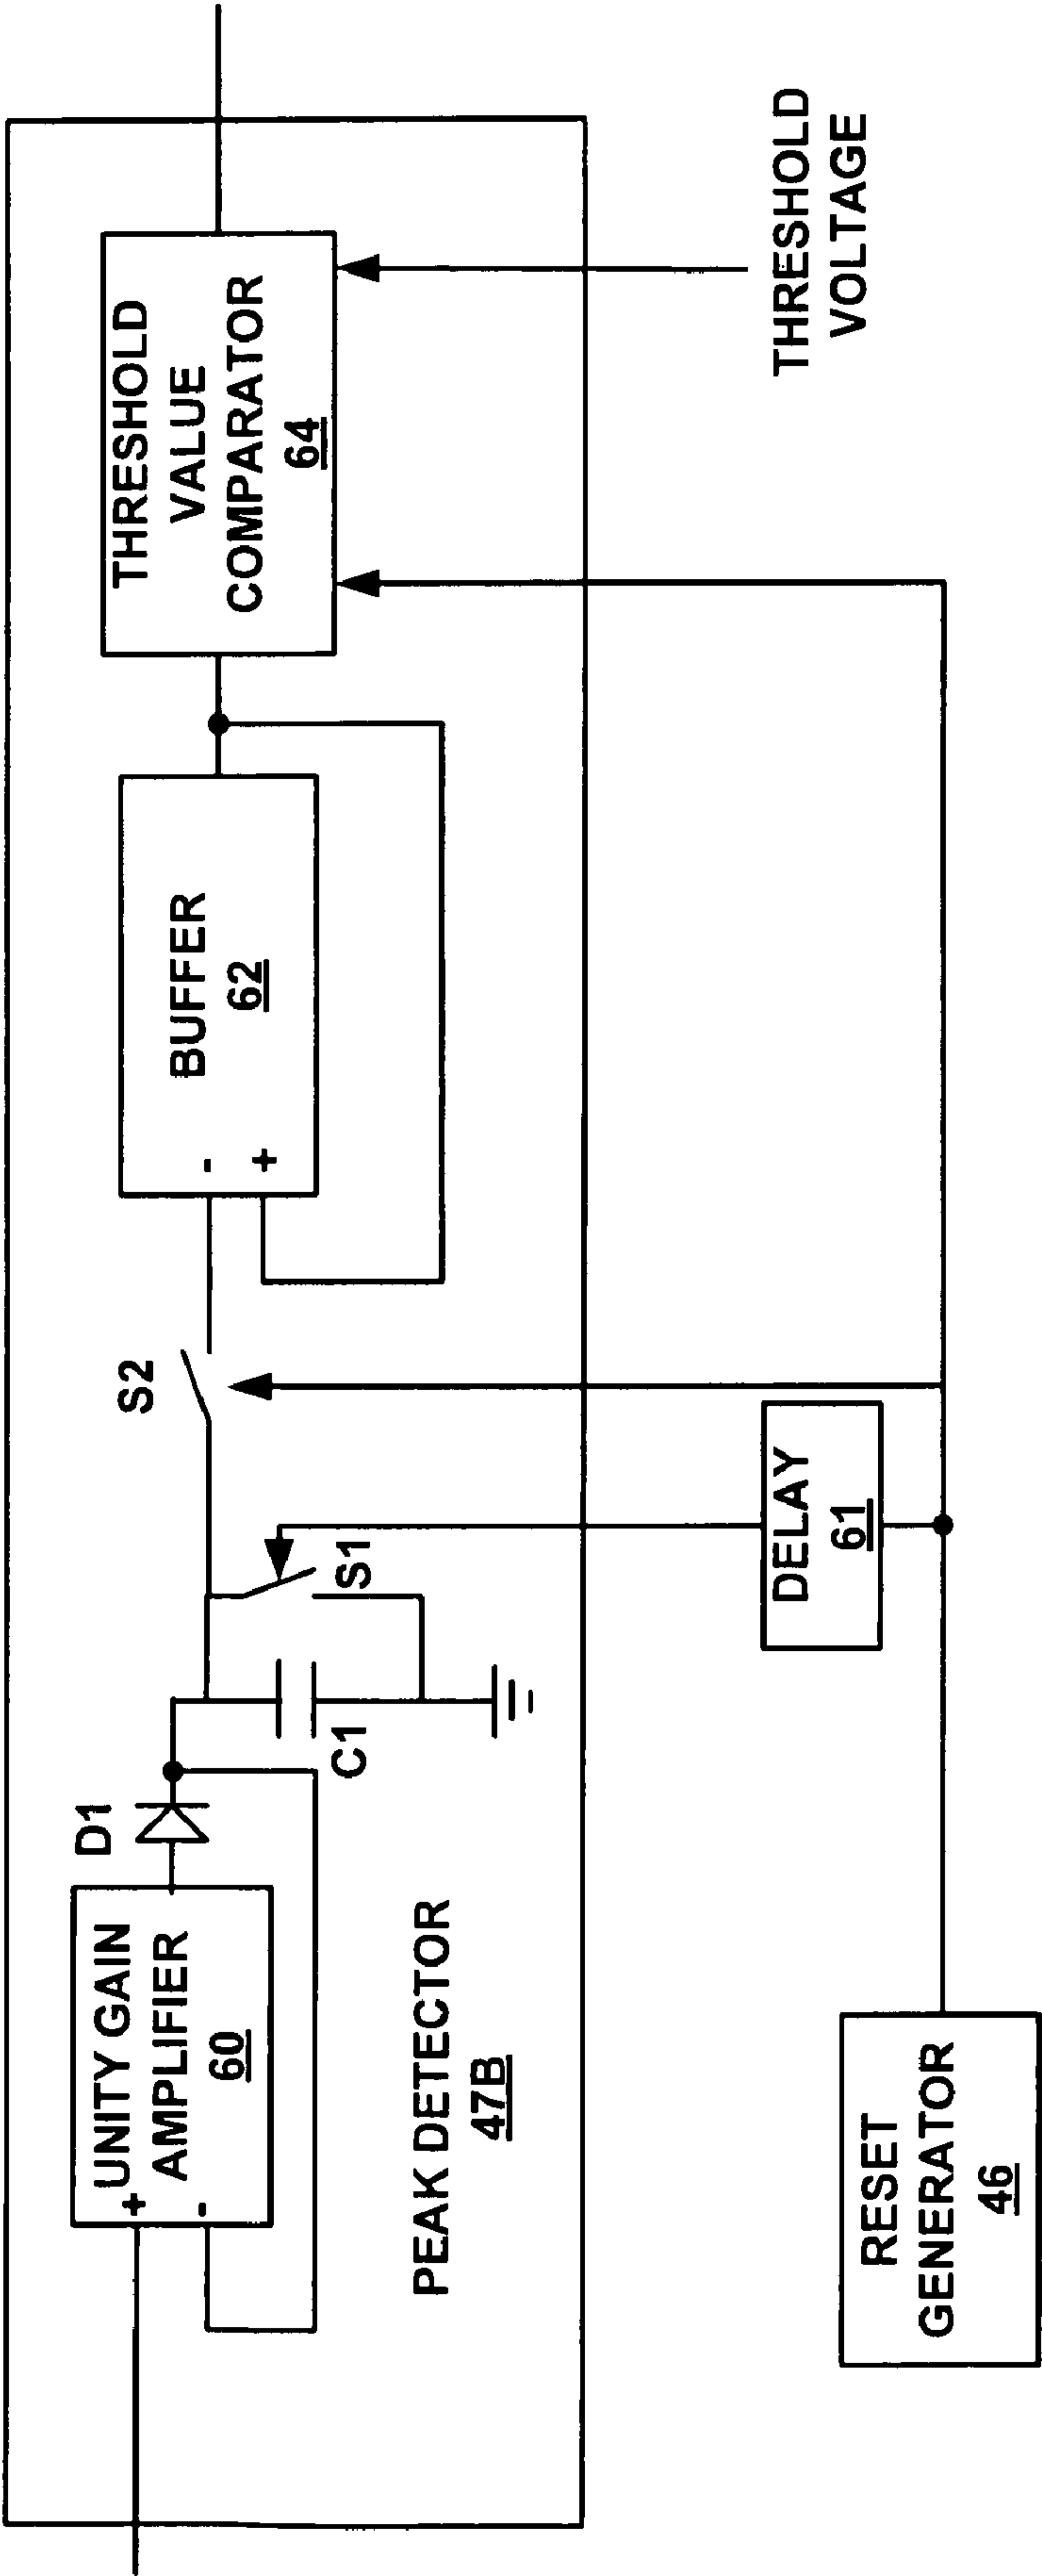 D1
UNITY GAIN
AMPLIFIER
60
+
-
C1
S1
S2
BUFFER
62
-
+
THRESHOLD
VALUE
COMPARATOR
64
PEAK DETECTOR
47B
DELAY
61
THRESHOLD
VOLTAGE
RESET
GENERATOR
46